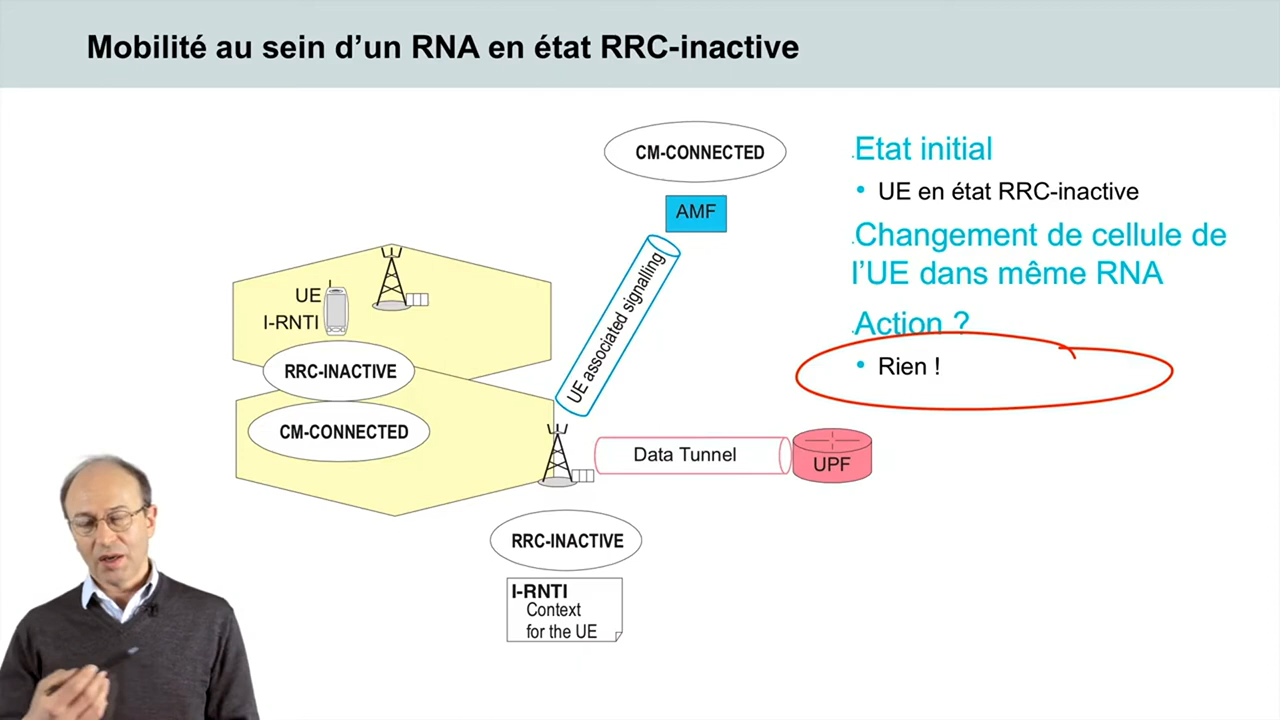 Mobilité au sein d’un RNA en état RRC-inactive
CM-CONNECTED
AMF
UE associated signalling
UE
I-RNTI
RRC-INACTIVE
CM-CONNECTED
Data Tunnel
UPF
RRC-INACTIVE
I-RNTI
Context
for the UE
Etat initial
• UE en état RRC-inactive
Changement de cellule de
l’UE dans même RNA
Action ?
• Rien !